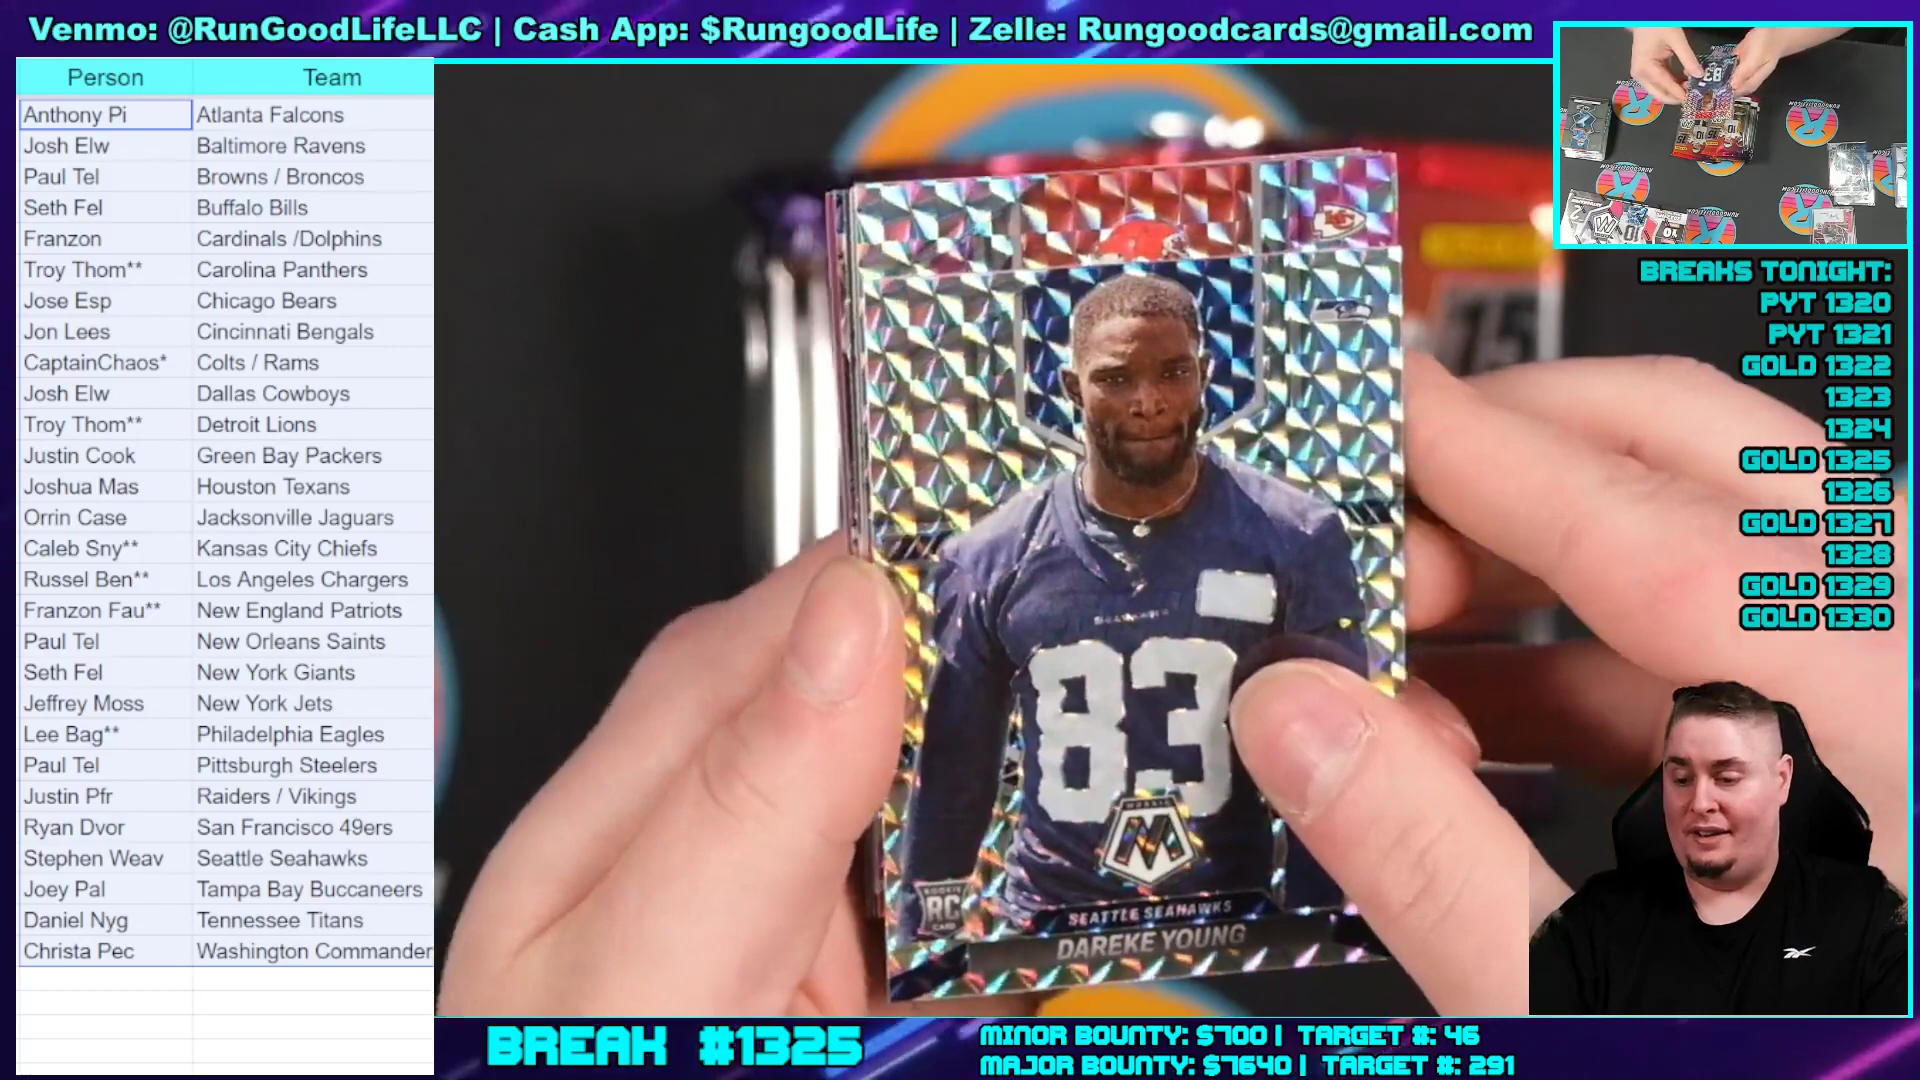 Venmo: @RunGoodLifeLLC | Cash App: $RungoodLife | Zelle: Rungoodcards@gmail.com
Person Team
Anthony Pi Atlanta Falcons
Josh Elw Baltimore Ravens
Paul Tel Browns / Broncos
Seth Fel Buffalo Bills
Franzon Cardinals /Dolphins
Troy Thom** Carolina Panthers
Jose Esp Chicago Bears
Jon Lees Cincinnati Bengals
CaptainChaos* Colts / Rams
Josh Elw Dallas Cowboys
Troy Thom** Detroit Lions
Justin Cook Green Bay Packers
Joshua Mas Houston Texans
Orrin Case Jacksonville Jaguars
Caleb Sny** Kansas City Chiefs
Russel Ben** Los Angeles Chargers
Franzon Fau** New England Patriots
Paul Tel New Orleans Saints
Seth Fel New York Giants
Jeffrey Moss New York Jets
Lee Bag** Philadelphia Eagles
Paul Tel Pittsburgh Steelers
Justin Pfr Raiders / Vikings
Ryan Dvor San Francisco 49ers
Stephen Weav Seattle Seahawks
Joey Pal Tampa Bay Buccaneers
Daniel Nyg Tennessee Titans
Christa Pec Washington Commander
KC
83
MOSAIC
M
ROOKIE
RC
CARD
SEATTLE SEAHAWKS
DAREKE YOUNG
BREAKS TONIGHT:
PYT 1320
PYT 1321
GOLD 1322
1323
1324
GOLD 1325
1326
GOLD 1327
1328
GOLD 1329
GOLD 1330
BREAK #1325
MINOR BOUNTY: $700 | TARGET #: 46
MAJOR BOUNTY: $7640 | TARGET #: 291